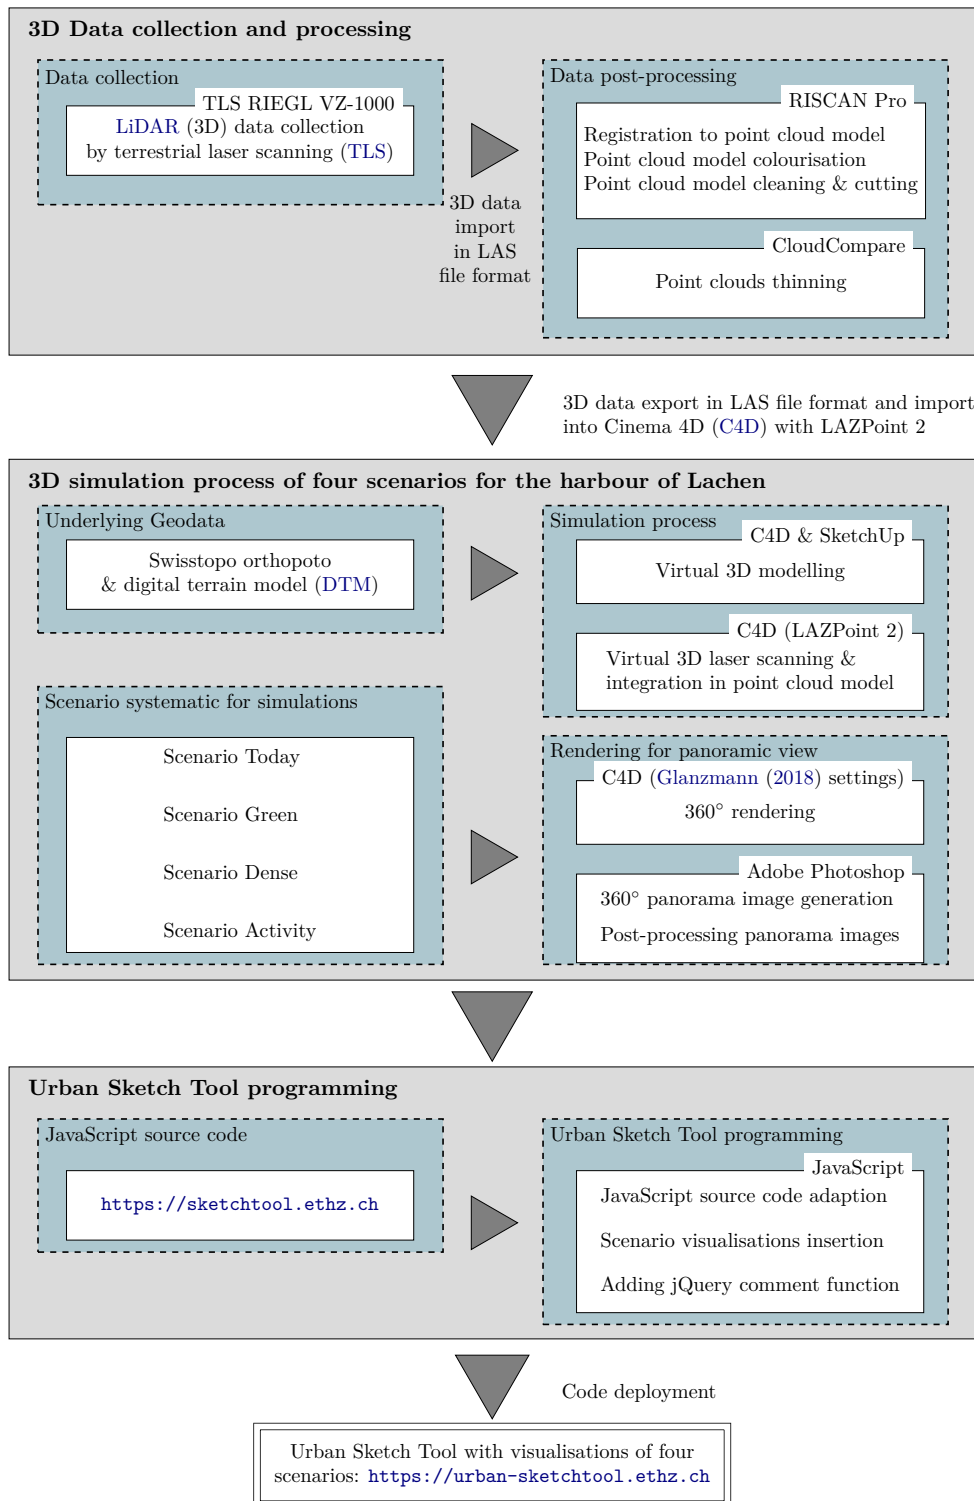 3D Data collection and processing
Data collection
TLS RIEGL VZ-1000
LiDAR (3D) data collection
by terrestrial laser scanning (TLS)
3D data
import
in LAS
file format
Data post-processing
RISCAN Pro
Registration to point cloud model
Point cloud model colourisation
Point cloud model cleaning & cutting
CloudCompare
Point clouds thinning
3D data export in LAS file format and import
into Cinema 4D (C4D) with LAZPoint 2
3D simulation process of four scenarios for the harbour of Lachen
Underlying Geodata
Swisstopo orthopoto
& digital terrain model (DTM)
Simulation process
C4D & SketchUp
Virtual 3D modelling
C4D (LAZPoint 2)
Virtual 3D laser scanning &
integration in point cloud model
Scenario systematic for simulations
Scenario Today
Scenario Green
Scenario Dense
Scenario Activity
Rendering for panoramic view
C4D (Glanzmann (2018) settings)
360° rendering
Adobe Photoshop
360° panorama image generation
Post-processing panorama images
Urban Sketch Tool programming
JavaScript source code
https://sketchtool.ethz.ch
Urban Sketch Tool programming
JavaScript
JavaScript source code adaption
Scenario visualisations insertion
Adding jQuery comment function
Code deployment
Urban Sketch Tool with visualisations of four
scenarios: https://urban-sketchtool.ethz.ch